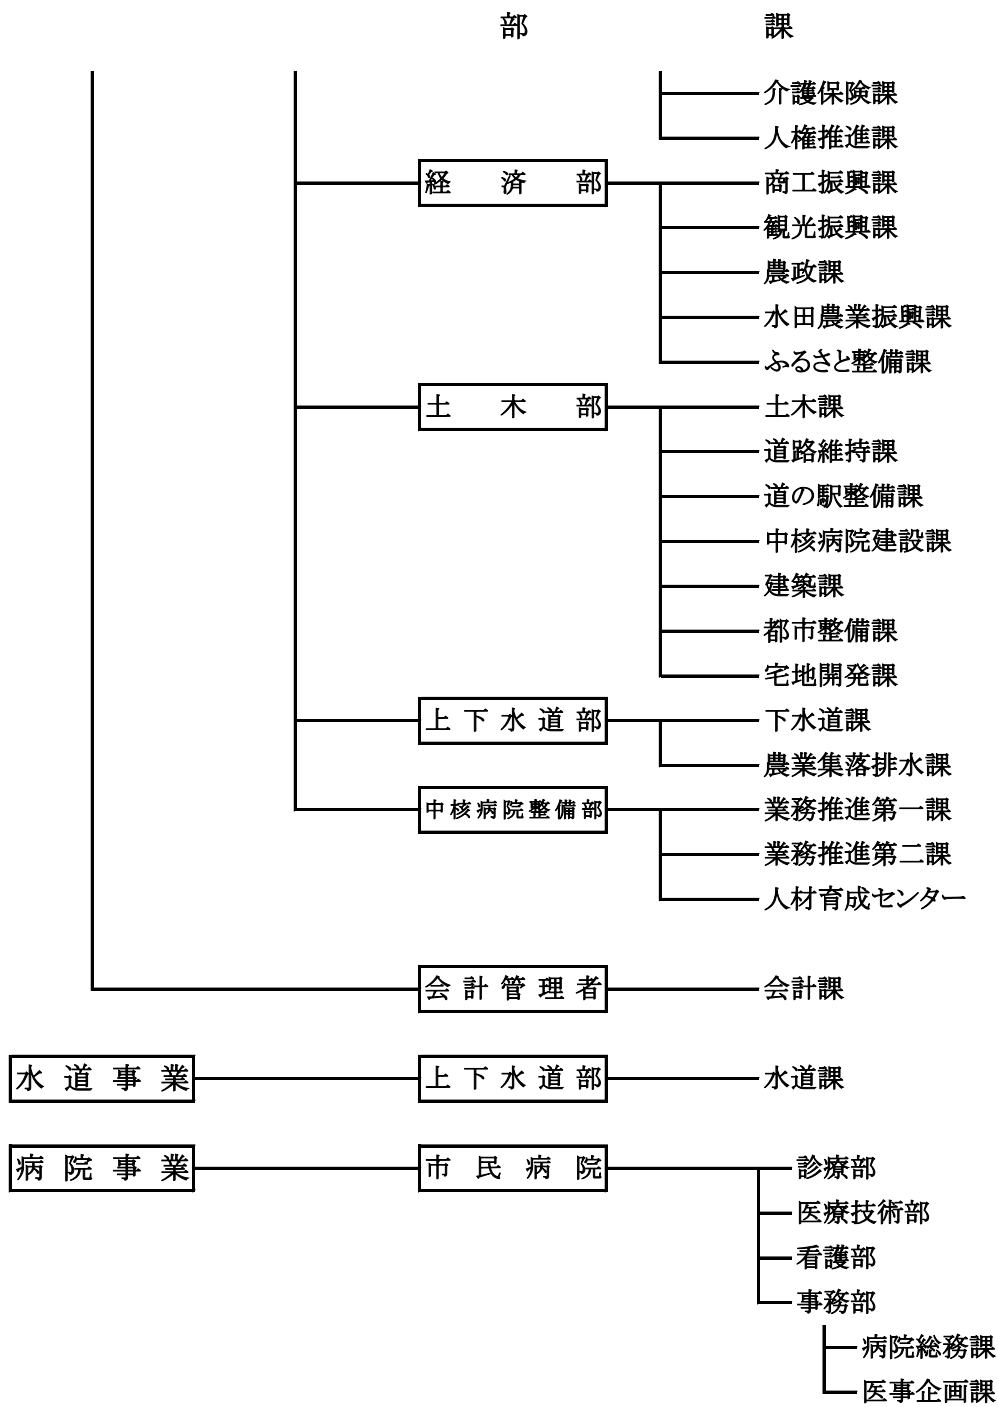 部 課
介護保険課
人権推進課
経済部 商工振興課
観光振興課
農政課
水田農業振興課
ふるさと整備課
土木部 土木課
道路維持課
道の駅整備課
中核病院建設課
建築課
都市整備課
宅地開発課
上下水道部 下水道課
農業集落排水課
中核病院整備部 業務推進第一課
業務推進第二課
人材育成センター
会計管理者 会計課
水道事業 上下水道部 水道課
病院事業 市民病院 診療部
医療技術部
看護部
事務部
病院総務課
医事企画課